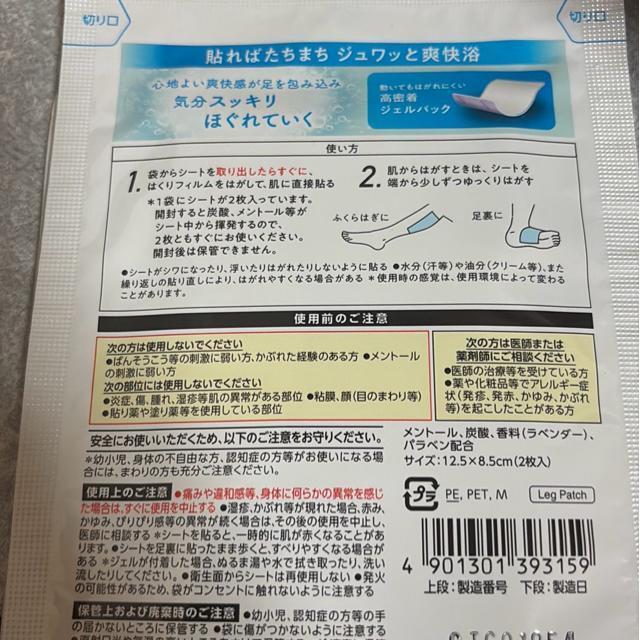 切り口
切り口
貼ればたちまち ジュワッと爽快浴
心地よい爽快感が足を包み込み
気分スッキリ
ほぐれていく
動いてもはがれにくい
高密着
ジェルパック
使い方
1. 袋からシートを取り出したらすぐに、
はくりフィルムをはがして、肌に直接貼る
＊1袋にシートが2枚入っています。
開封すると炭酸、メントール等が
シート中から揮発するので、
2枚ともすぐにお使いください。
開封後は保管できません。
2. 肌からはがすときは、シートを
端から少しずつゆっくりはがす
ふくらはぎに
足裏に
●シートがシワになったり、浮いたりはがれたりしないように貼る ●水分（汗等）や油分（クリーム等）、また
繰り返しの貼り直しにより、はがれやすくなる場合がある ＊使用時の感覚は、使用環境によって変わる
ことがあります。
使用前のご注意
次の方は使用しないでください
●ばんそうこう等の刺激に弱い方、かぶれた経験のある方 ●メントール
の刺激に弱い方
次の部位には使用しないでください
●炎症、傷、腫れ、湿疹等肌の異常がある部位 ●粘膜、顔（目のまわり等）
●貼り薬や塗り薬等を使用している部位
次の方は医師または
薬剤師にご相談ください
●医師の治療等を受けている方
●薬や化粧品等でアレルギー症
状（発疹、発赤、かゆみ、かぶれ
等）を起こしたことがある方
安全にお使いいただくため、以下のご注意をお守りください。
＊幼小児、身体の不自由な方、認知症の方等がお使いになる場
合には、まわりの方も充分ご注意ください。
使用上のご注意 ●痛みや違和感等、身体に何らかの異常を感じ
た場合は、すぐに使用を中止する ●湿疹、かぶれ等が現れた場合、赤み、
かゆみ、ぴりぴり感等の異常が続く場合は、その後の使用を中止し、
医師に相談する ＊シートを貼ると、一時的に肌が赤くなることがあり
ます。 ●シートを足裏に貼ったまま歩くと、すべりやすくなる場合が
ある ＊ジェルが付着した場合、ぬるま湯や水で拭き取ったり、洗い
流したりしてください。 ●衛生面からシートは再使用しない ●発火
の可能性があるため、袋がコンセントに触れないように注意する
保管上および廃棄時のご注意 ●幼小児、認知症の方等の手
の届かないところに保管する ●袋に傷がつかないようにする
メントール、炭酸、香料（ラベンダー）、
パラベン配合
サイズ：12.5×8.5cm（2枚入）
プラ PE, PET, M
Leg Patch
4 901301 393159
上段：製造番号 下段：製造日